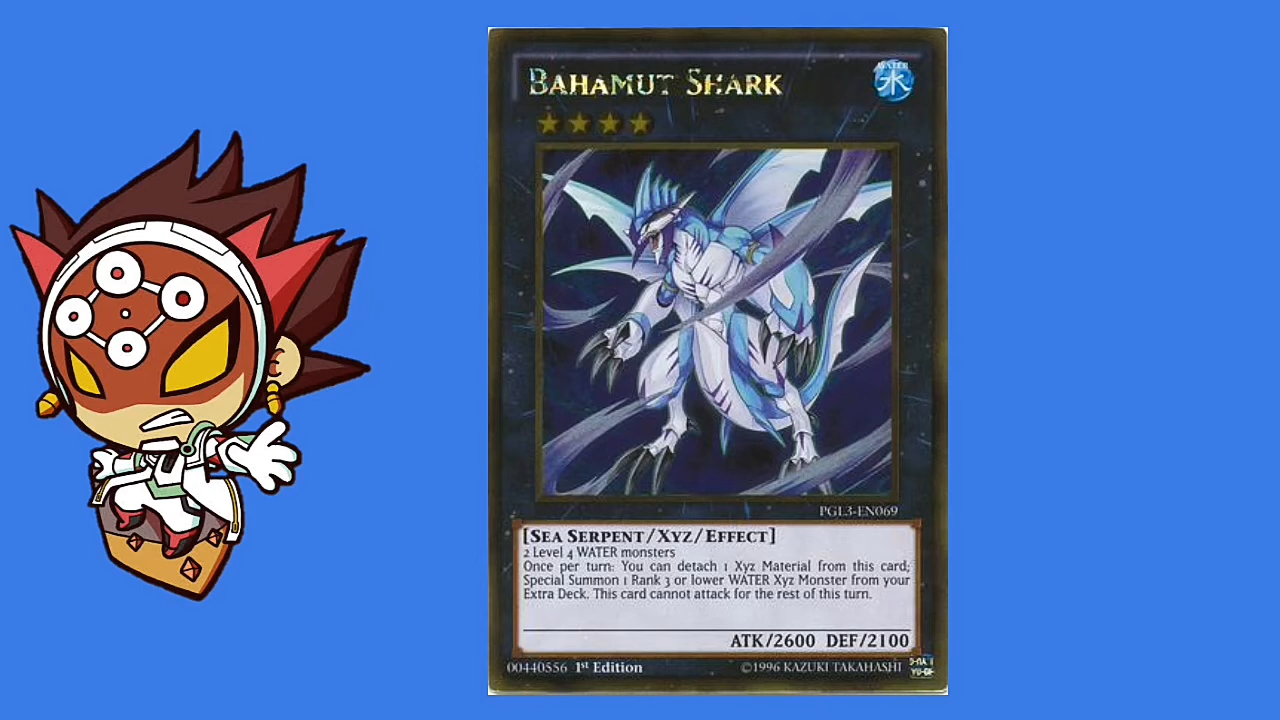 BAHAMUT SHARK
WATER
水
PGL3-EN069
[SEA SERPENT/XYZ/EFFECT]
2 Level 4 WATER monsters
Once per turn: You can detach 1 Xyz Material from this card;
Special Summon 1 Rank 3 or lower WATER Xyz Monster from your
Extra Deck. This card cannot attack for the rest of this turn.
ATK/2600 DEF/2100
00440556 1st Edition ©1996 KAZUKI TAKAHASHI